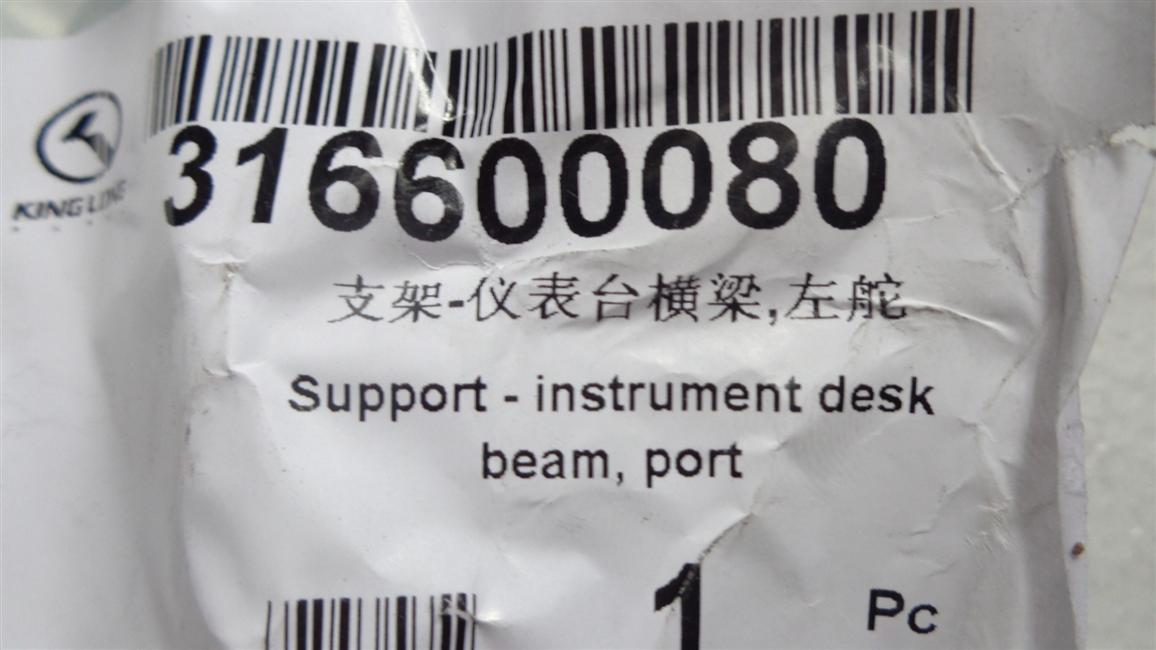 KING LONG
316600080
支架-仪表台横梁,左舵
Support - instrument desk
beam, port
1 Pc